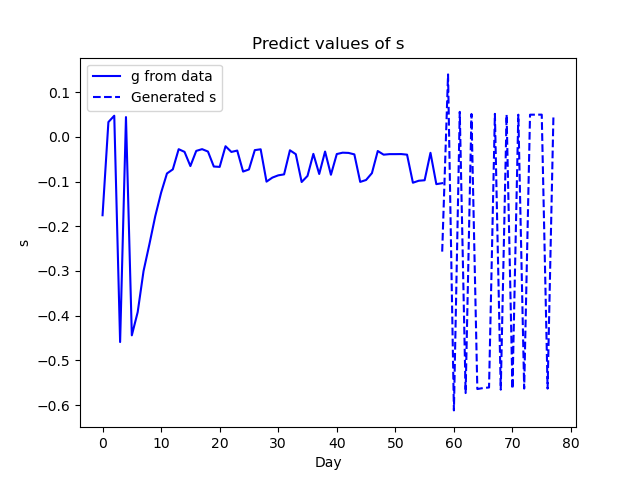 Predict values of s
g from data
Generated s
0.1
0.0
−0.1
−0.2
−0.3
−0.4
−0.5
−0.6
s
0 10 20 30 40 50 60 70 80
Day